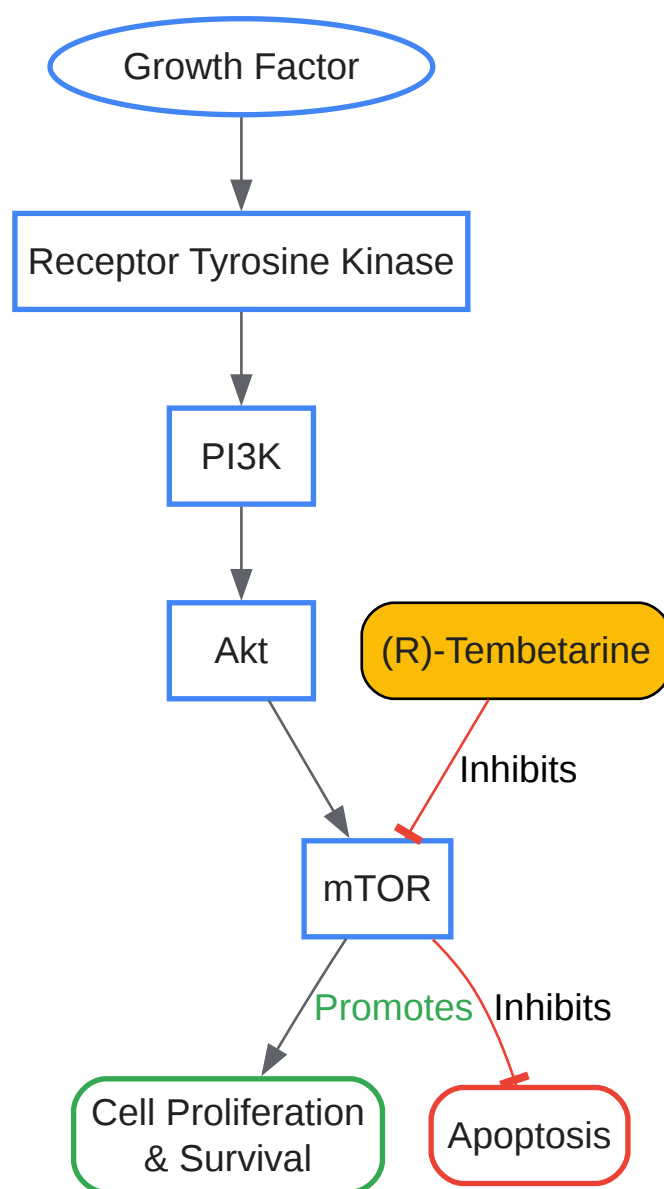 Growth Factor
Receptor Tyrosine Kinase
PI3K
Akt
(R)-Tembetarine
Inhibits
mTOR
Promotes
Inhibits
Cell Proliferation
& Survival
Apoptosis